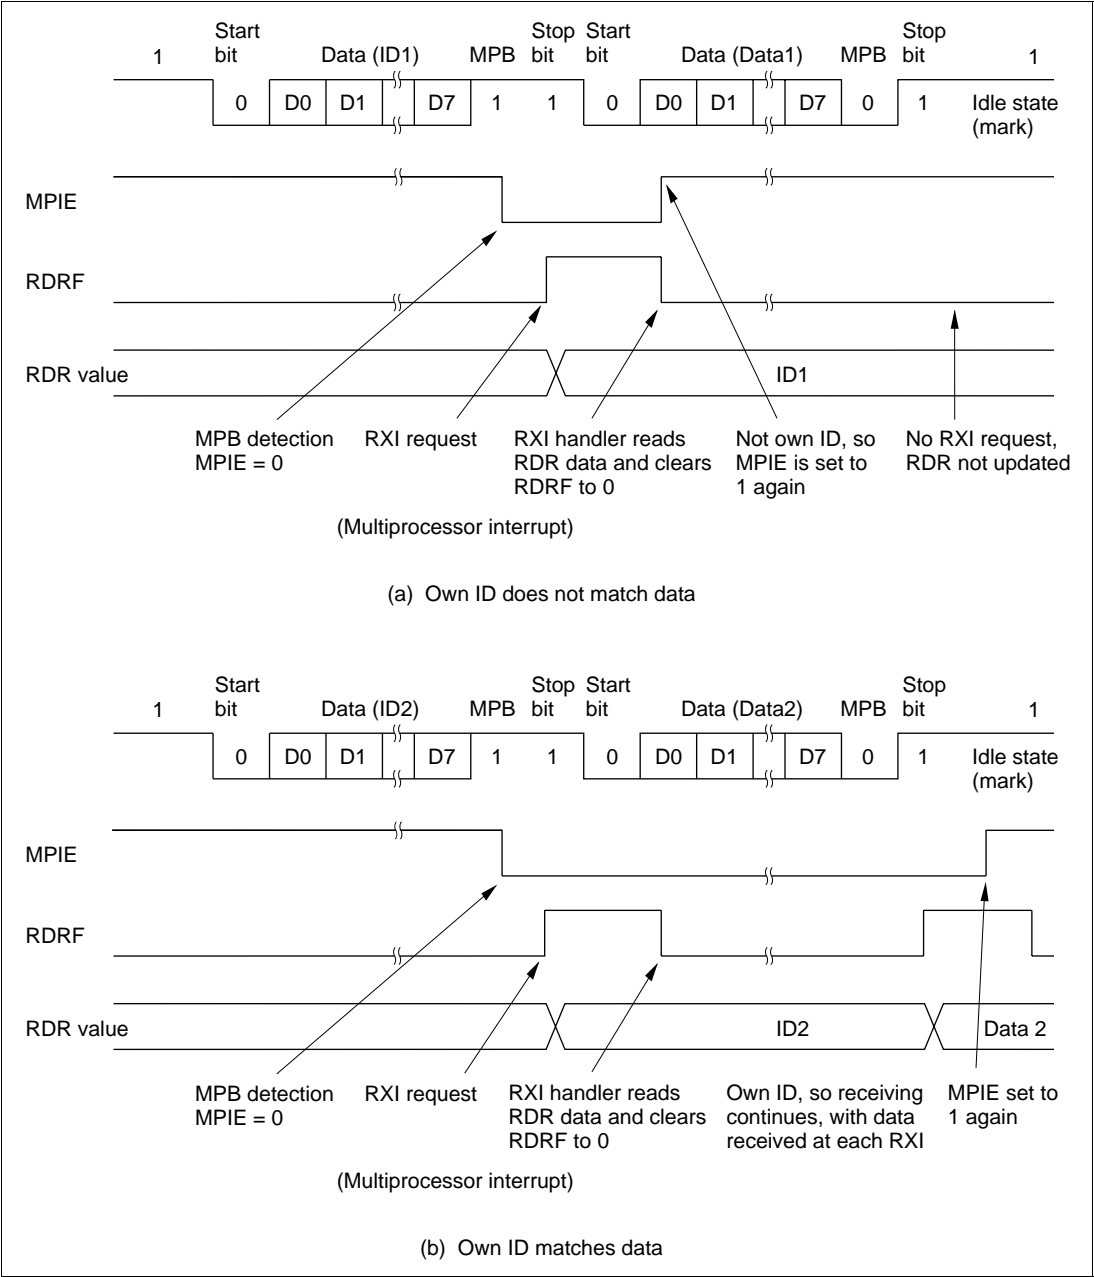 Start Stop Start Stop
1 bit Data (ID1) MPB bit bit Data (Data1) MPB bit 1
0 D0 D1 D7 1 1 0 D0 D1 D7 0 1 Idle state
(mark)
MPIE
RDRF
RDR value ID1
MPB detection RXI request RXI handler reads Not own ID, so No RXI request,
MPIE = 0 RDR data and clears MPIE is set to RDR not updated
RDRF to 0 1 again
(Multiprocessor interrupt)
(a) Own ID does not match data
Start Stop Start Stop
1 bit Data (ID2) MPB bit bit Data (Data2) MPB bit 1
0 D0 D1 D7 1 1 0 D0 D1 D7 0 1 Idle state
(mark)
MPIE
RDRF
RDR value ID2 Data 2
MPB detection RXI request RXI handler reads Own ID, so receiving MPIE set to
MPIE = 0 RDR data and clears continues, with data 1 again
RDRF to 0 received at each RXI
(Multiprocessor interrupt)
(b) Own ID matches data